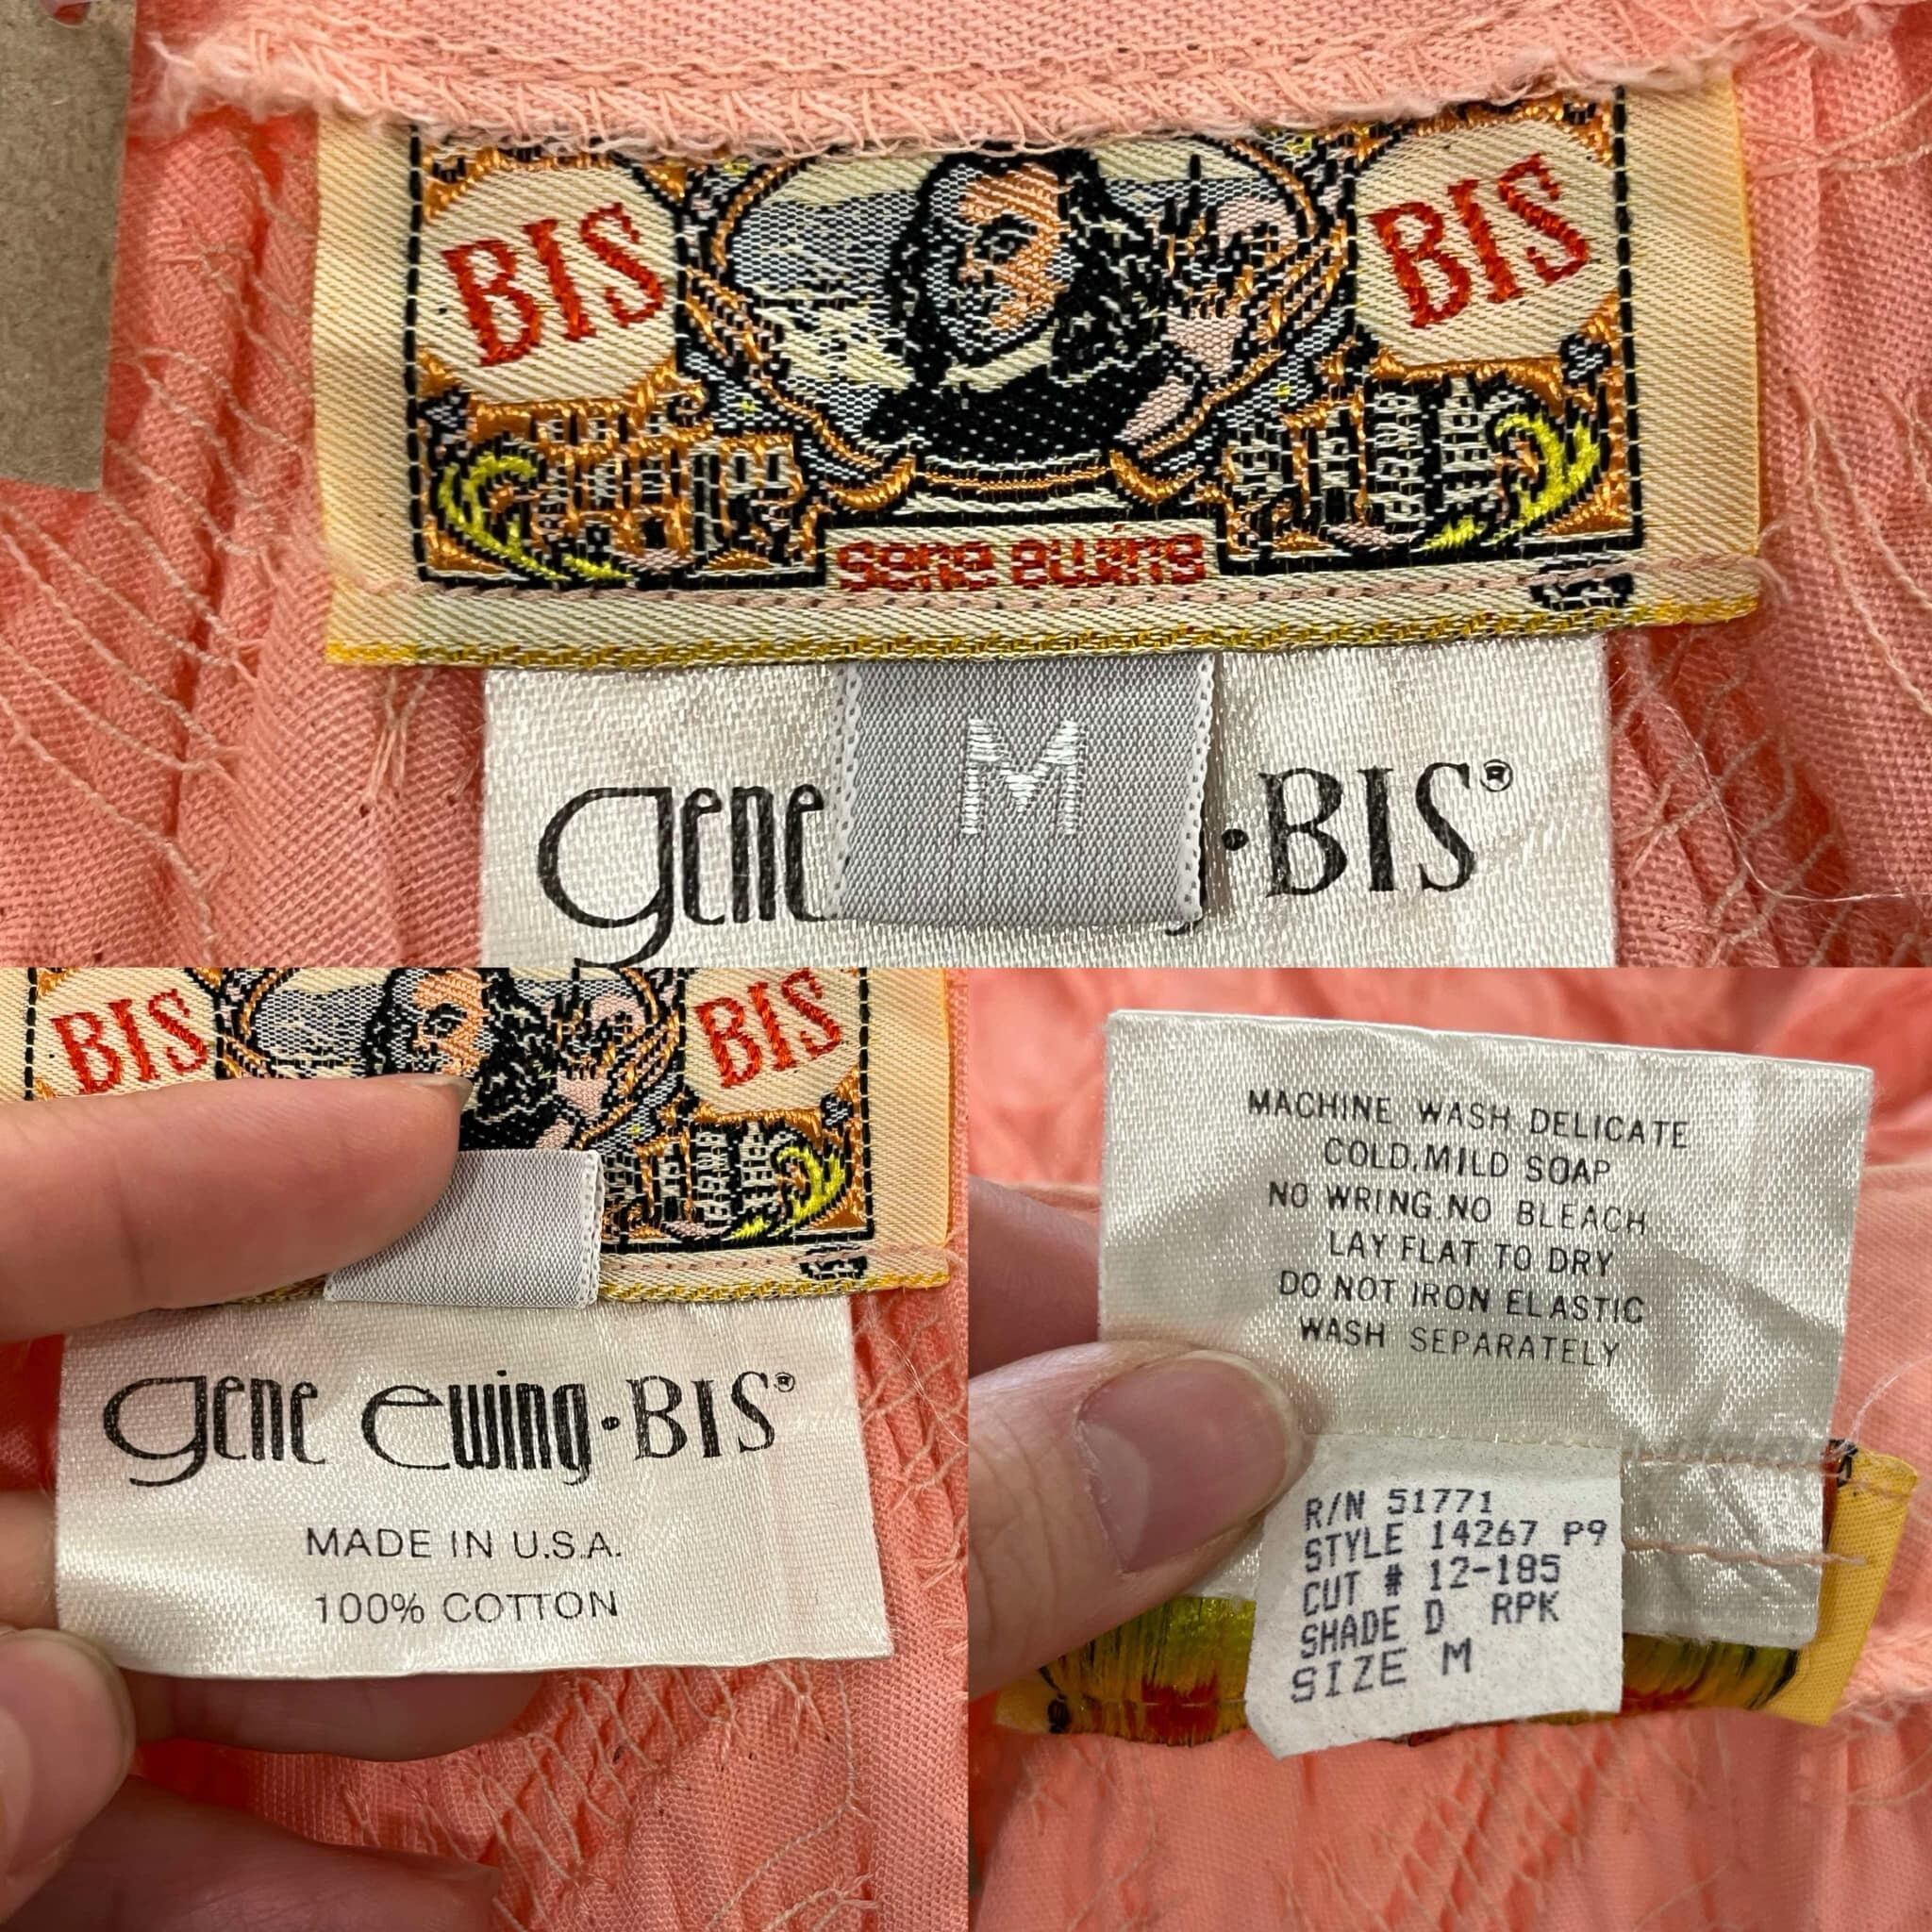 BIS BIS
gene ewing
M
gene g·BIS®
BIS BIS
gene ewing·BIS®
MADE IN U.S.A.
100% COTTON
MACHINE WASH DELICATE
COLD,MILD SOAP
NO WRING,NO BLEACH
LAY FLAT TO DRY
DO NOT IRON ELASTIC
WASH SEPARATELY
R/N 51771
STYLE 14267 P9
CUT # 12-185
SHADE D RPK
SIZE M